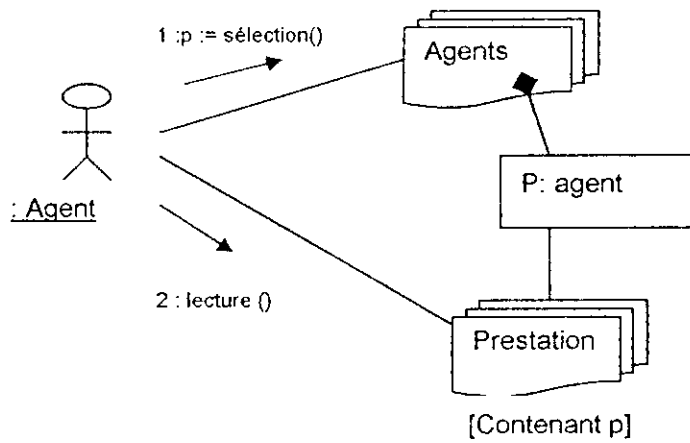 1 :p := sélection()
Agents
P: agent
: Agent
2 : lecture ()
Prestation
[Contenant p]